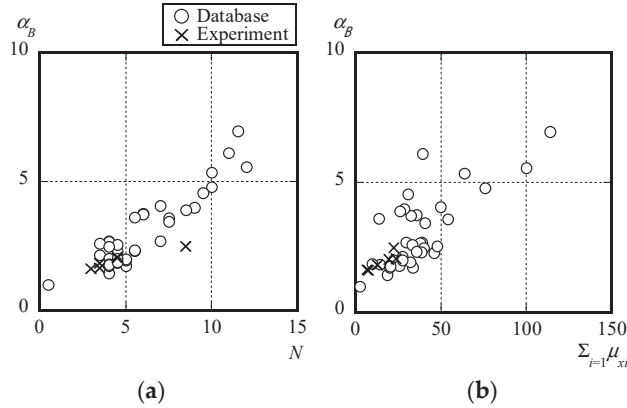 ○ Database
× Experiment
α_B
10
5
0
0
5
10
15
N
(a)
α_B
10
5
0
0
50
100
150
Σ_{i=1} μ_{xi}
(b)